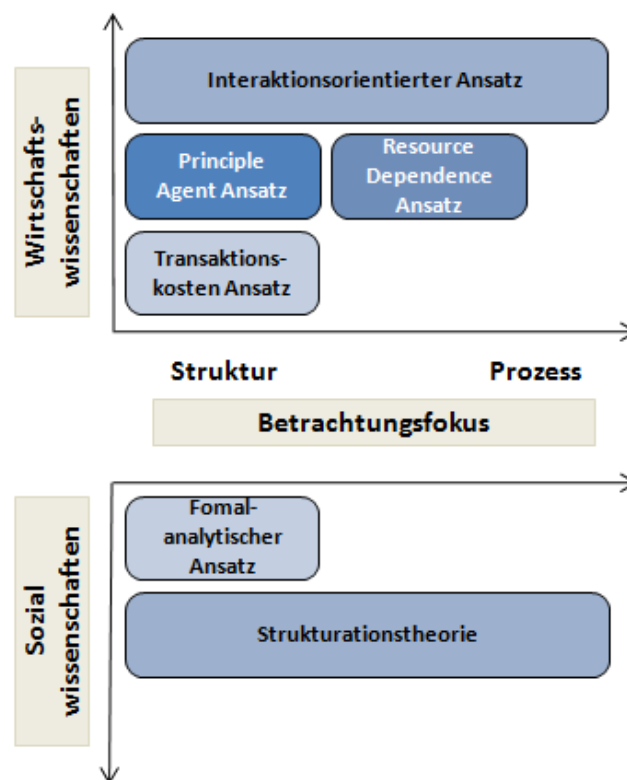 Wirtschafts-
wissenschaften
Interaktionsorientierter Ansatz
Principle
Agent Ansatz
Resource
Dependence
Ansatz
Transaktions-
kosten Ansatz
Struktur
Prozess
Betrachtungsfokus
Sozial
wissenschaften
Fomal-
analytischer
Ansatz
Strukturationstheorie